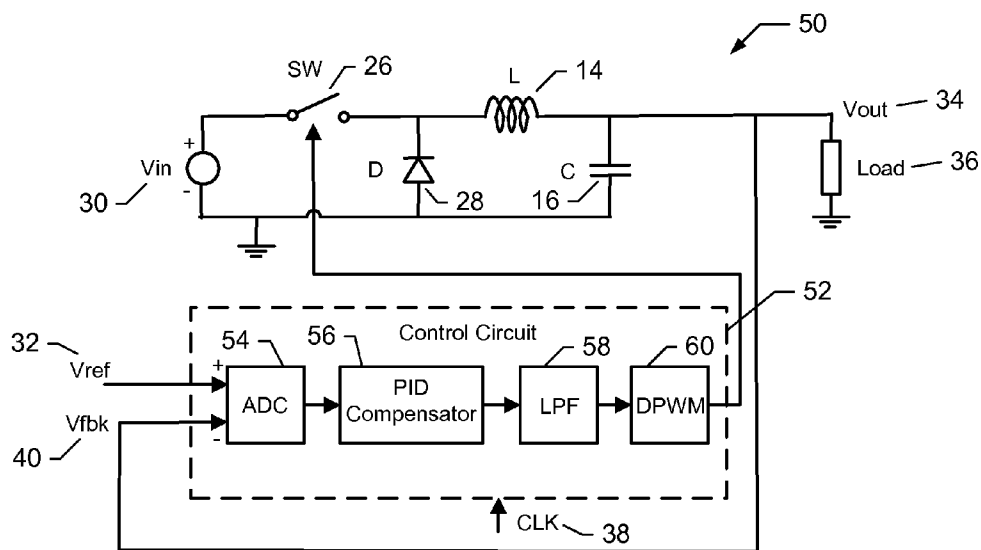 50
SW
26
L
14
Vout
34
+
Vin
-
30
D
28
C
16
Load
36
52
Control Circuit
32
Vref
54
56
58
60
+
ADC
PID
Compensator
LPF
DPWM
Vfbk
-
40
CLK
38